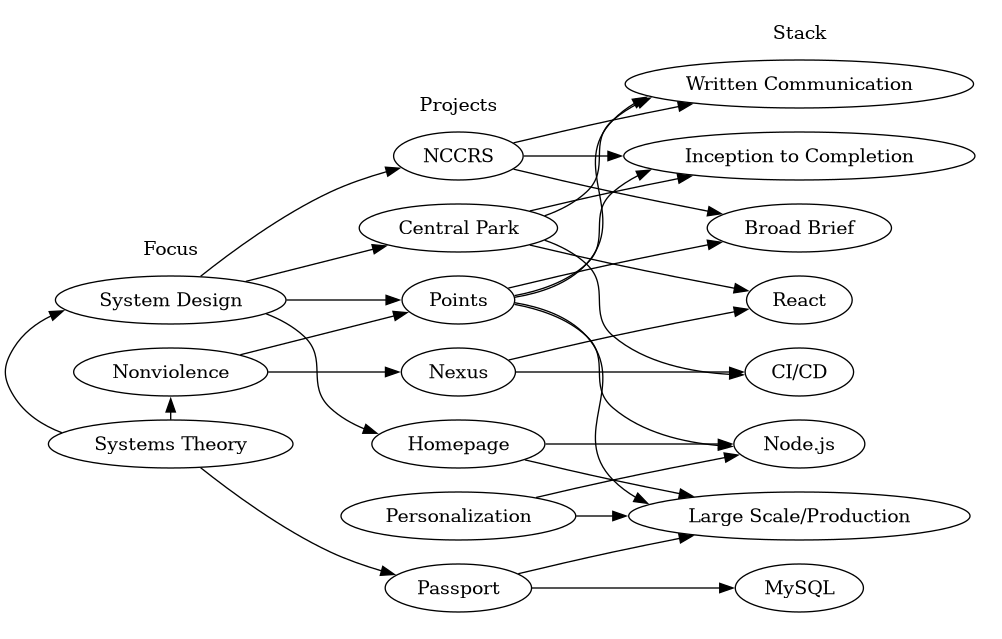 Stack
Written Communication
Projects
NCCRS
Inception to Completion
Central Park
Broad Brief
Focus
System Design
Points
React
Nonviolence
Nexus
CI/CD
Systems Theory
Homepage
Node.js
Personalization
Large Scale/Production
Passport
MySQL